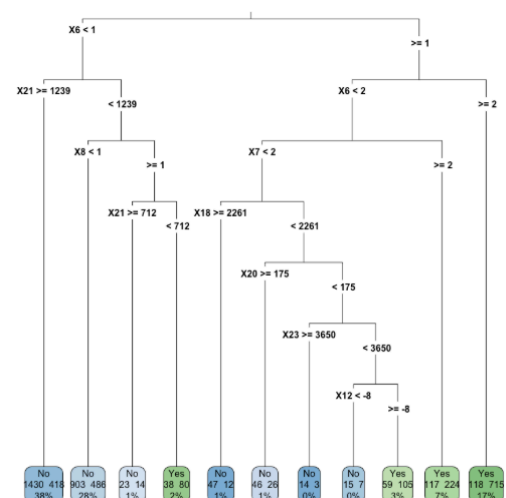 X6 < 1
>= 1
X21 >= 1239
< 1239
X6 < 2
>= 2
X8 < 1
>= 1
X7 < 2
>= 2
X21 >= 712
< 712
X18 >= 2261
< 2261
X20 >= 175
< 175
X23 >= 3650
< 3650
X12 < -8
>= -8
No No No Yes No No No No Yes Yes Yes
1430 418 903 486 23 14 38 80 47 12 46 26 14 3 15 7 59 105 117 224 118 715
38% 28% 1% 2% 1% 1% 0% 0% 3% 7% 17%